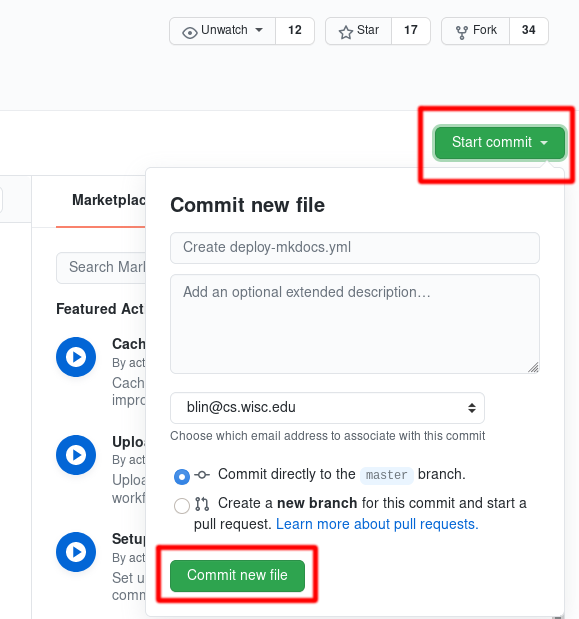 Unwatch 12 Star 17 Fork 34
Start commit
Marketplac
Commit new file
Create deploy-mkdocs.yml
Search Marl
Add an optional extended description…
Featured Act
Cach
By act
Cach
impro
blin@cs.wisc.edu
Choose which email address to associate with this commit
Uploa
By act
Uploa
workf
Commit directly to the master branch.
Create a new branch for this commit and start a
pull request. Learn more about pull requests.
Setup
By act
Set u
comm
Commit new file